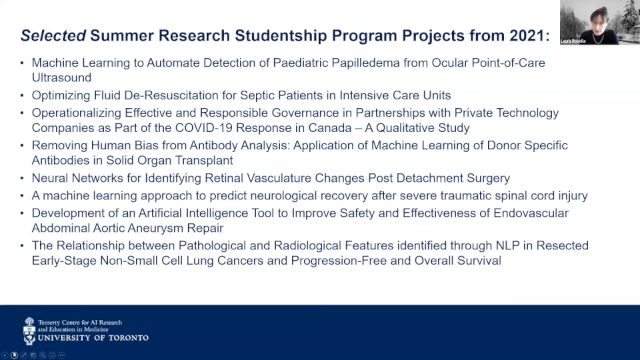 Selected Summer Research Studentship Program Projects from 2021:
• Machine Learning to Automate Detection of Paediatric Papilledema from Ocular Point-of-Care
Ultrasound
• Optimizing Fluid De-Resuscitation for Septic Patients in Intensive Care Units
• Operationalizing Effective and Responsible Governance in Partnerships with Private Technology
Companies as Part of the COVID-19 Response in Canada – A Qualitative Study
• Removing Human Bias from Antibody Analysis: Application of Machine Learning of Donor Specific
Antibodies in Solid Organ Transplant
• Neural Networks for Identifying Retinal Vasculature Changes Post Detachment Surgery
• A machine learning approach to predict neurological recovery after severe traumatic spinal cord injury
• Development of an Artificial Intelligence Tool to Improve Safety and Effectiveness of Endovascular
Abdominal Aortic Aneurysm Repair
• The Relationship between Pathological and Radiological Features identified through NLP in Resected
Early-Stage Non-Small Cell Lung Cancers and Progression-Free and Overall Survival
Laura Rosella
Temerty Centre for AI Research
and Education in Medicine
UNIVERSITY OF TORONTO